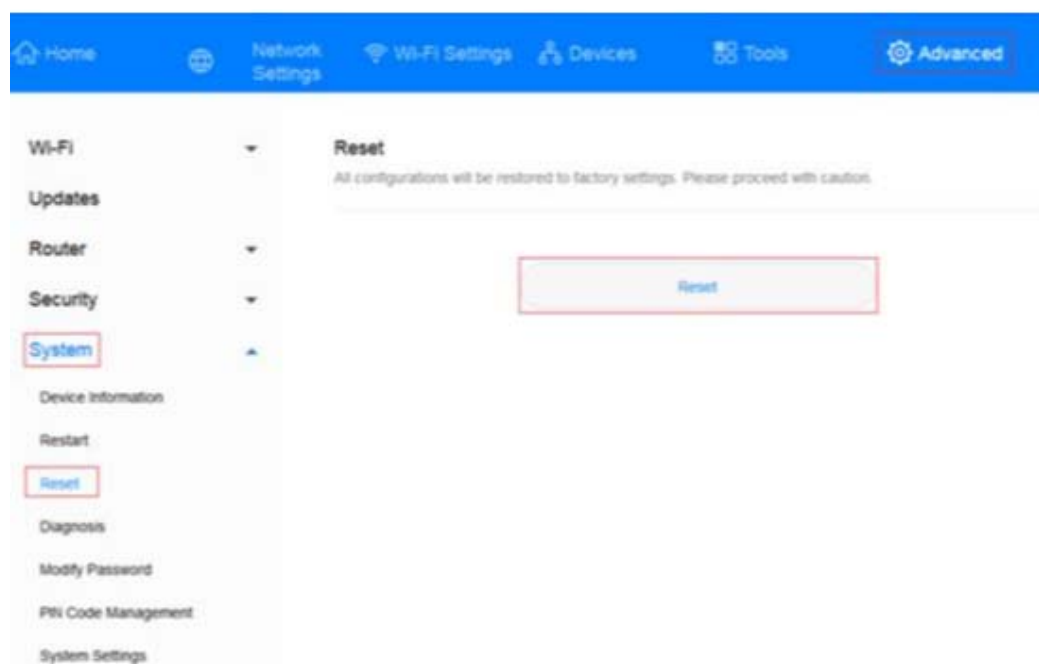 Home
Network
Settings
Wi-Fi Settings
Devices
Tools
Advanced
Wi-Fi
Updates
Router
Security
System
Device Information
Restart
Reset
Diagnosis
Modify Password
PIN Code Management
System Settings
Reset
All configurations will be restored to factory settings. Please proceed with caution.
Reset